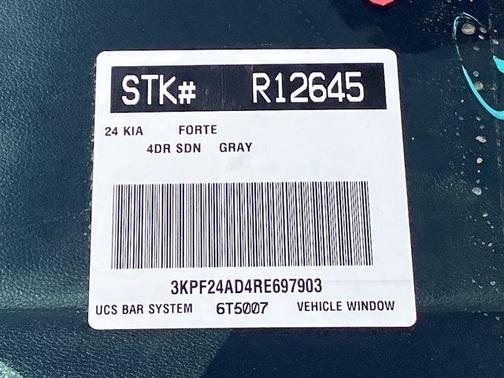 STK# R12645
24 KIA FORTE
4DR SDN GRAY
3KPF24AD4RE697903
UCS BAR SYSTEM 6T5007 VEHICLE WINDOW